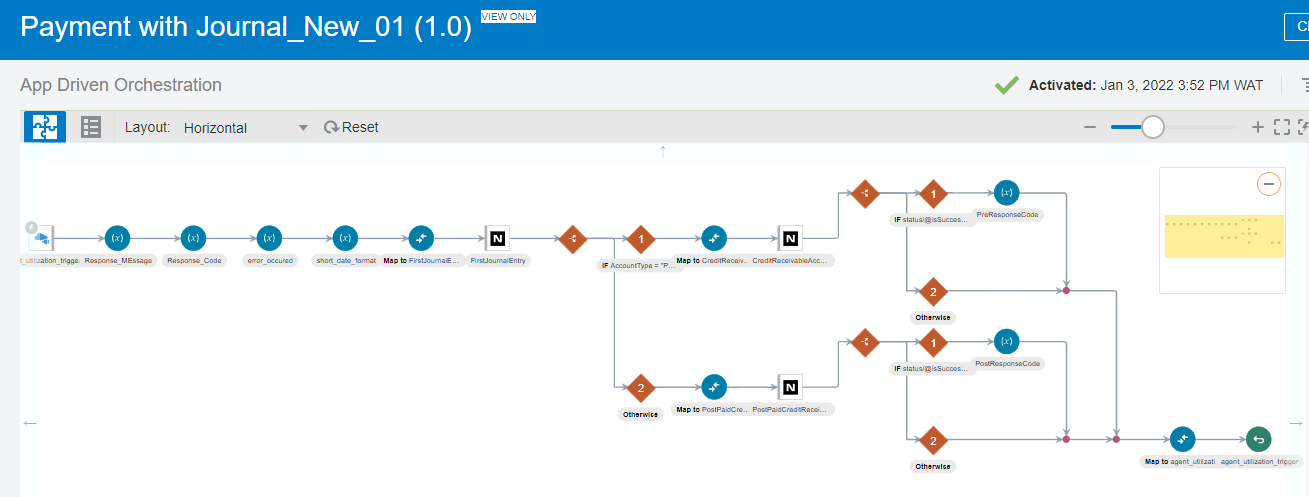 Payment with Journal_New_01 (1.0) VIEW ONLY
App Driven Orchestration
Activated: Jan 3, 2022 3:52 PM WAT
Layout: Horizontal Reset
1 PreResponseCode
IF status/@isSucces...
t_utilization_trigge Response_MEssage Response_Code error_occured short_date_format Map to FirstJournalE... N FirstJournalEntry
1 IF AccountType = "P... Map to CreditReceiv.. N CreditReceivableAcc...
2
Otherwise
1 PostResponseCode
IF status/@isSucces...
2 Map to PostPaidCre.. N PostPaidCreditRecei...
Otherwise
2
Otherwise
Map to agent_utilizati agent_utilization_trigger